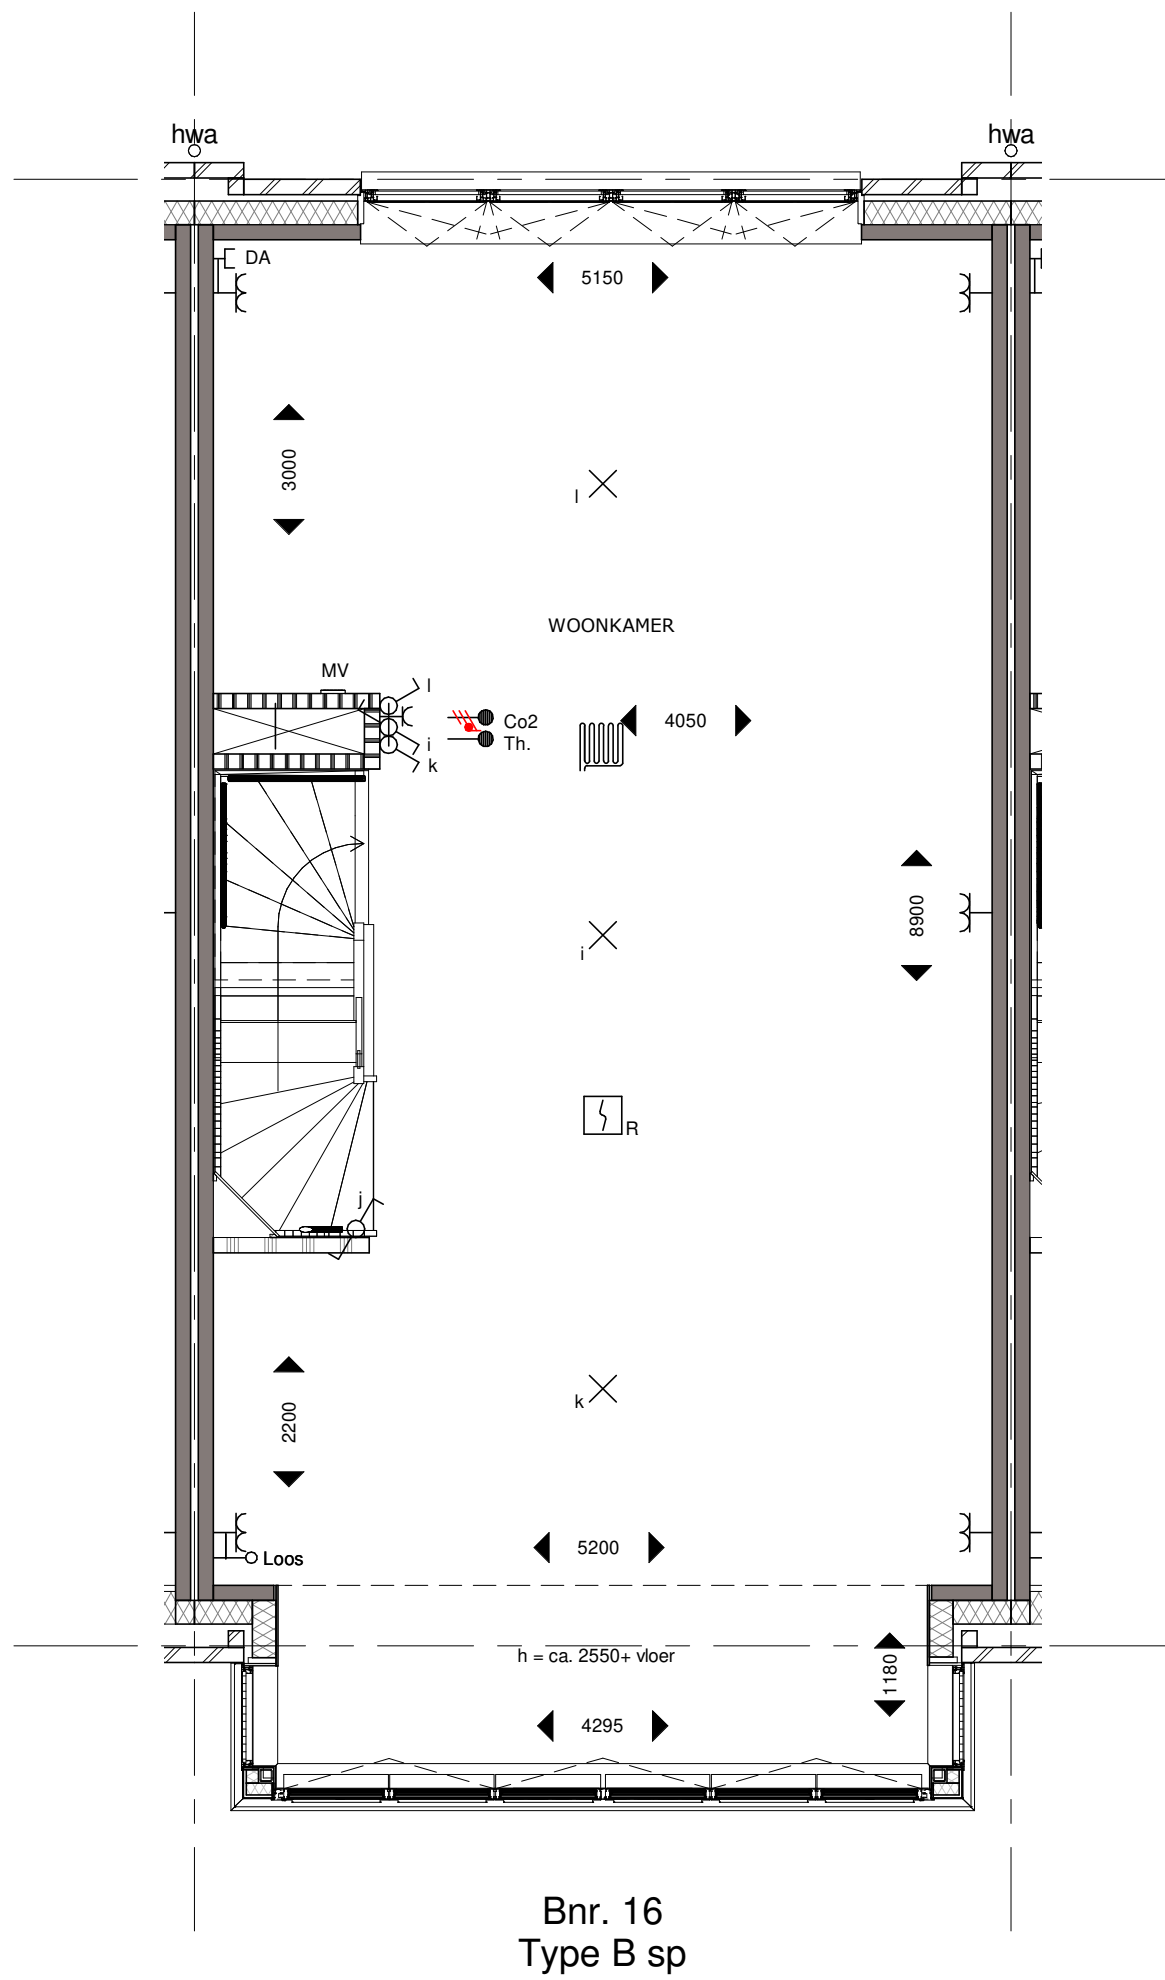 hwa hwa
DA
5150
3000
l
WOONKAMER
MV
l
Co2
4050
Th.
i
k
8900
i
R
j
k
2200
5200
Loos
h = ca. 2550+ vloer
1180
4295
Bnr. 16
Type B sp